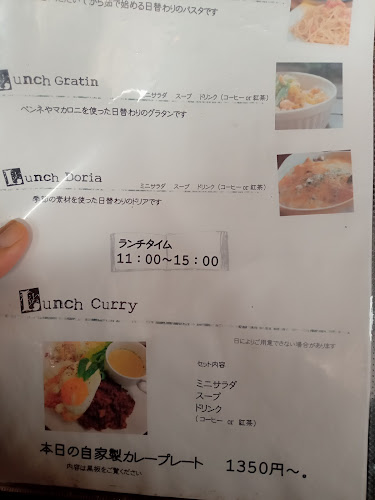 から茹で始める日替わりのパスタです
Lunch Gratin
ミニサラダ スープ ドリンク（コーヒー or 紅茶）
ペンネやマカロニを使った日替わりのグラタンです
Lunch Doria
ミニサラダ スープ ドリンク（コーヒー or 紅茶）
季節の素材を使った日替わりのドリアです
ランチタイム
11：00～15：00
Lunch Curry
日によりご用意できない場合があります
セット内容
ミニサラダ
スープ
ドリンク
（コーヒー or 紅茶）
本日の自家製カレープレート 1350円～。
内容は黒板をご覧ください